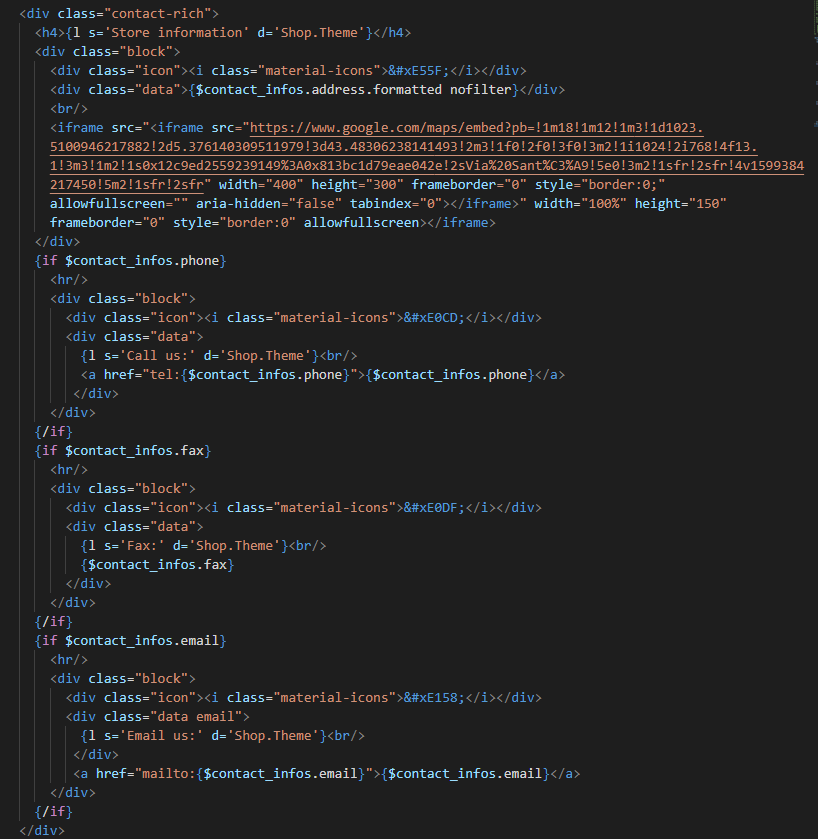 <div class="contact-rich">
<h4>{l s='Store information' d='Shop.Theme'}</h4>
<div class="block">
<div class="icon"><i class="material-icons">&#xE55F;</i></div>
<div class="data">{$contact_infos.address.formatted nofilter}</div>
<br/>
<iframe src="<iframe src="https://www.google.com/maps/embed?pb=!1m18!1m12!1m3!1d1023.
5100946217882!2d5.376140309511979!3d43.48306238141493!2m3!1f0!2f0!3f0!3m2!1i1024!2i768!4f13.
1!3m3!1m2!1s0x12c9ed2559239149%3A0x813bc1d79eae042e!2sVia%20Sant%C3%A9!5e0!3m2!1sfr!2sfr!4v1599384
217450!5m2!1sfr!2sfr" width="400" height="300" frameborder="0" style="border:0;"
allowfullscreen="" aria-hidden="false" tabindex="0"></iframe>" width="100%" height="150"
frameborder="0" style="border:0" allowfullscreen></iframe>
</div>
{if $contact_infos.phone}
<hr/>
<div class="block">
<div class="icon"><i class="material-icons">&#xE0CD;</i></div>
<div class="data">
{l s='Call us:' d='Shop.Theme'}<br/>
<a href="tel:{$contact_infos.phone}">{$contact_infos.phone}</a>
</div>
</div>
{/if}
{if $contact_infos.fax}
<hr/>
<div class="block">
<div class="icon"><i class="material-icons">&#xE0DF;</i></div>
<div class="data">
{l s='Fax:' d='Shop.Theme'}<br/>
{$contact_infos.fax}
</div>
</div>
{/if}
{if $contact_infos.email}
<hr/>
<div class="block">
<div class="icon"><i class="material-icons">&#xE158;</i></div>
<div class="data email">
{l s='Email us:' d='Shop.Theme'}<br/>
</div>
<a href="mailto:{$contact_infos.email}">{$contact_infos.email}</a>
</div>
{/if}
</div>